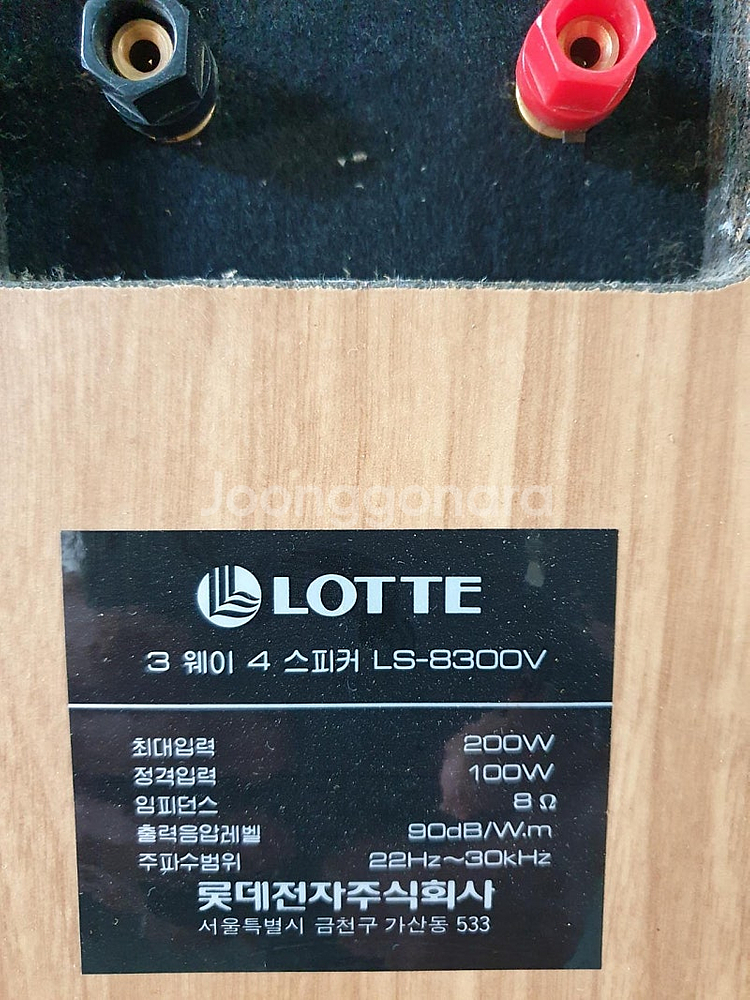 Joonggonara
LOTTE
3 웨이 4 스피커 LS-8300V
최대입력 200W
정격입력 100W
임피던스 8 Ω
출력음압레벨 90dB/W.m
주파수범위 22Hz~30kHz
롯데전자주식회사
서울특별시 금천구 가산동 533